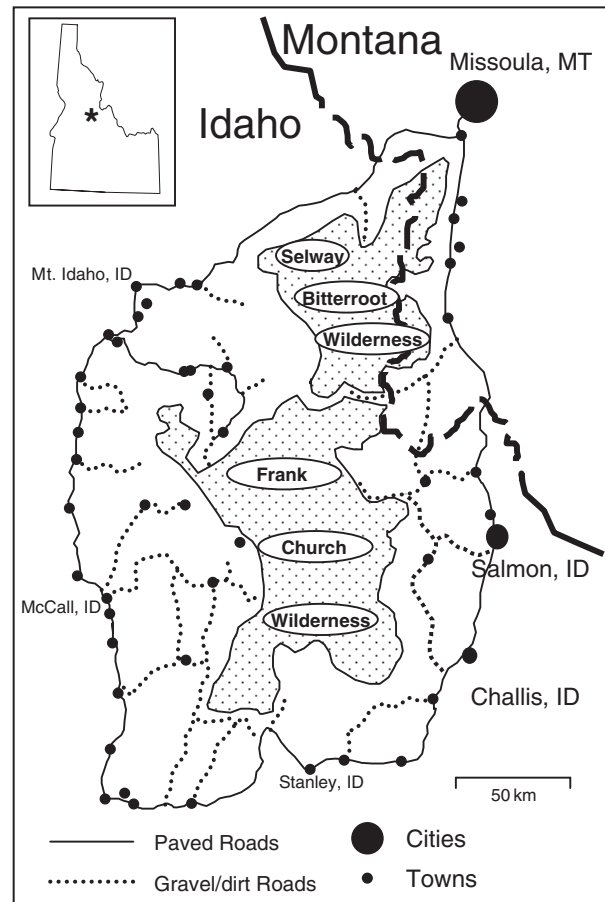 Montana
Missoula, MT
Idaho
*
Selway
Mt. Idaho, ID
Bitterroot
Wilderness
Frank
Church
Salmon, ID
McCall, ID
Wilderness
Challis, ID
Stanley, ID
50 km
Paved Roads
Cities
Gravel/dirt Roads
Towns